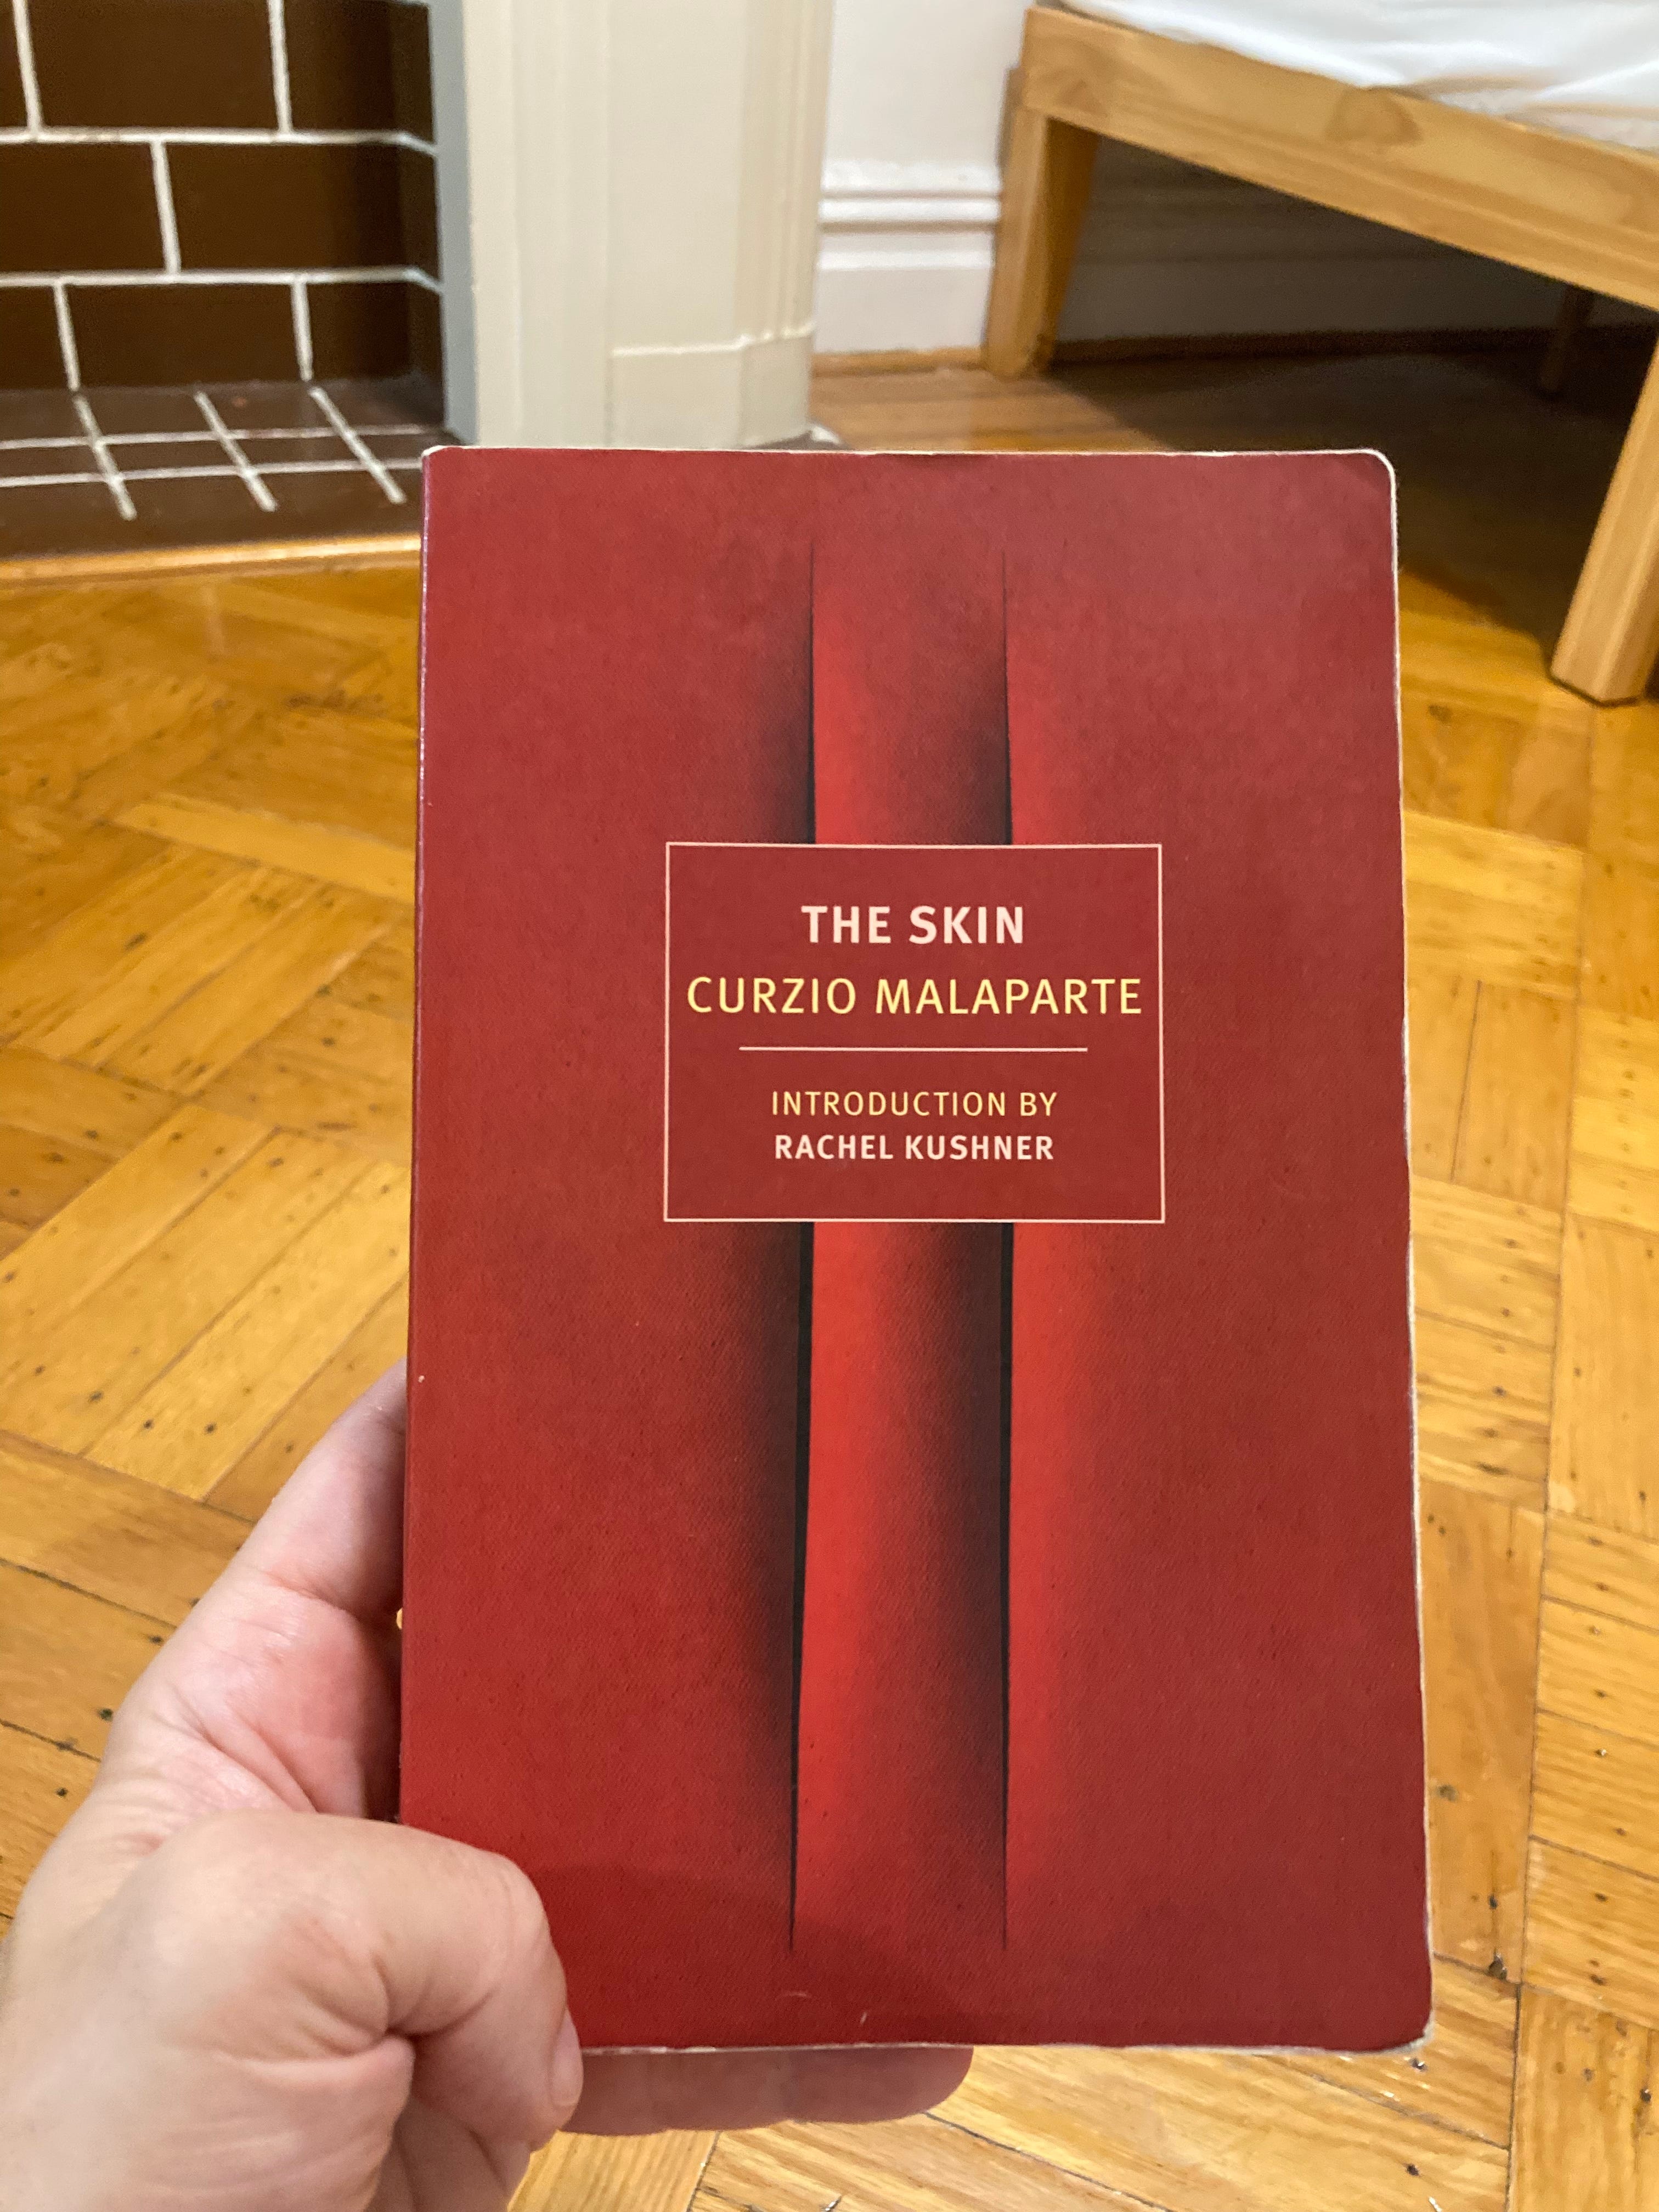 THE SKIN
CURZIO MALAPARTE
INTRODUCTION BY
RACHEL KUSHNER